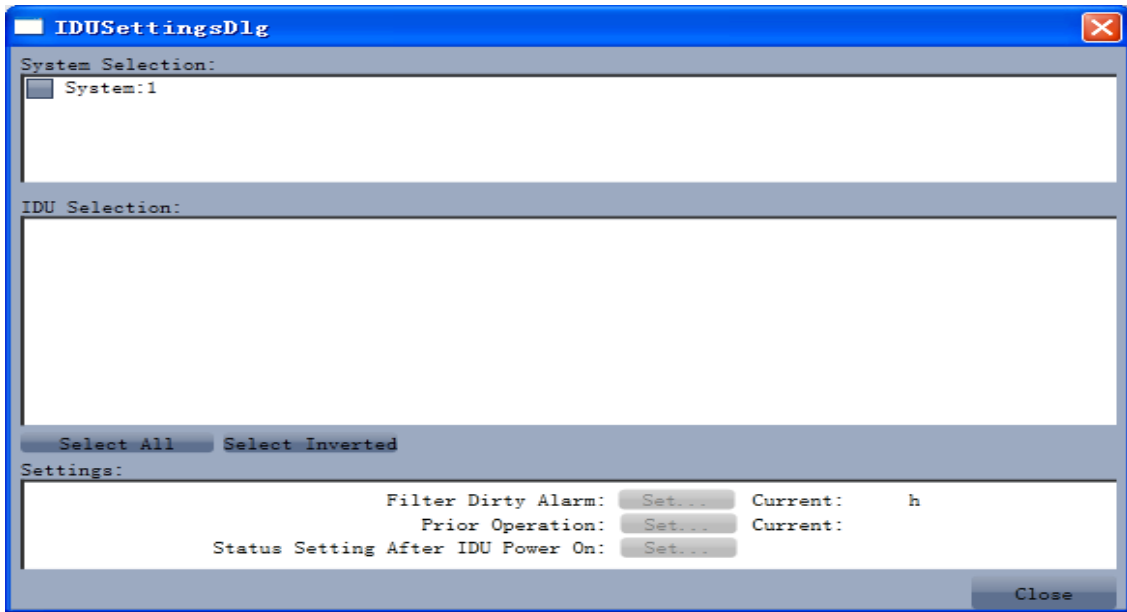 IDUSettingsDlg
System Selection:
System:1
IDU Selection:
Select All Select Inverted
Settings:
Filter Dirty Alarm: Set... Current: h
Prior Operation: Set... Current:
Status Setting After IDU Power On: Set...
Close